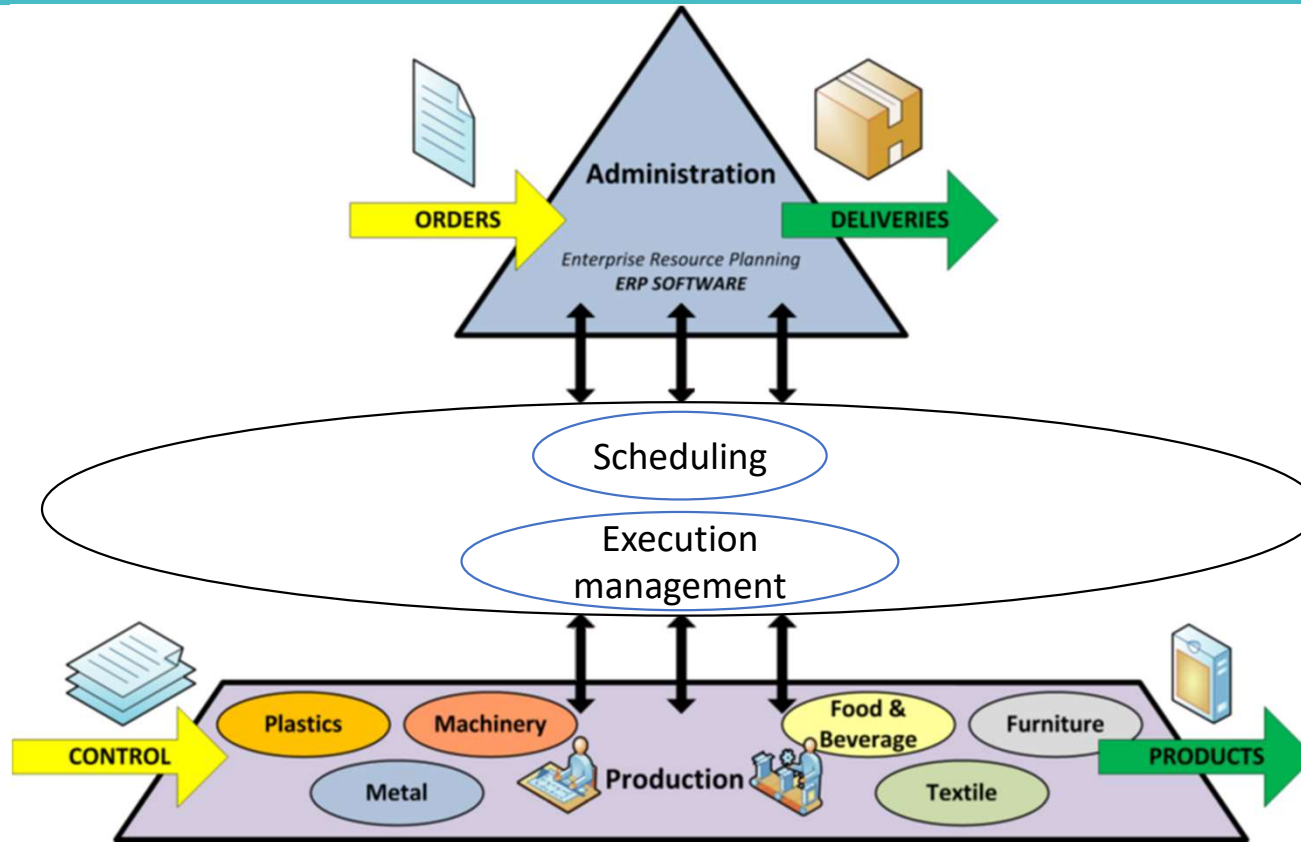 Administration
ORDERS
DELIVERIES
Enterprise Resource Planning
ERP SOFTWARE
Scheduling
Execution
management
Plastics
Machinery
Food &
Beverage
Furniture
CONTROL
PRODUCTS
Metal
Production
Textile